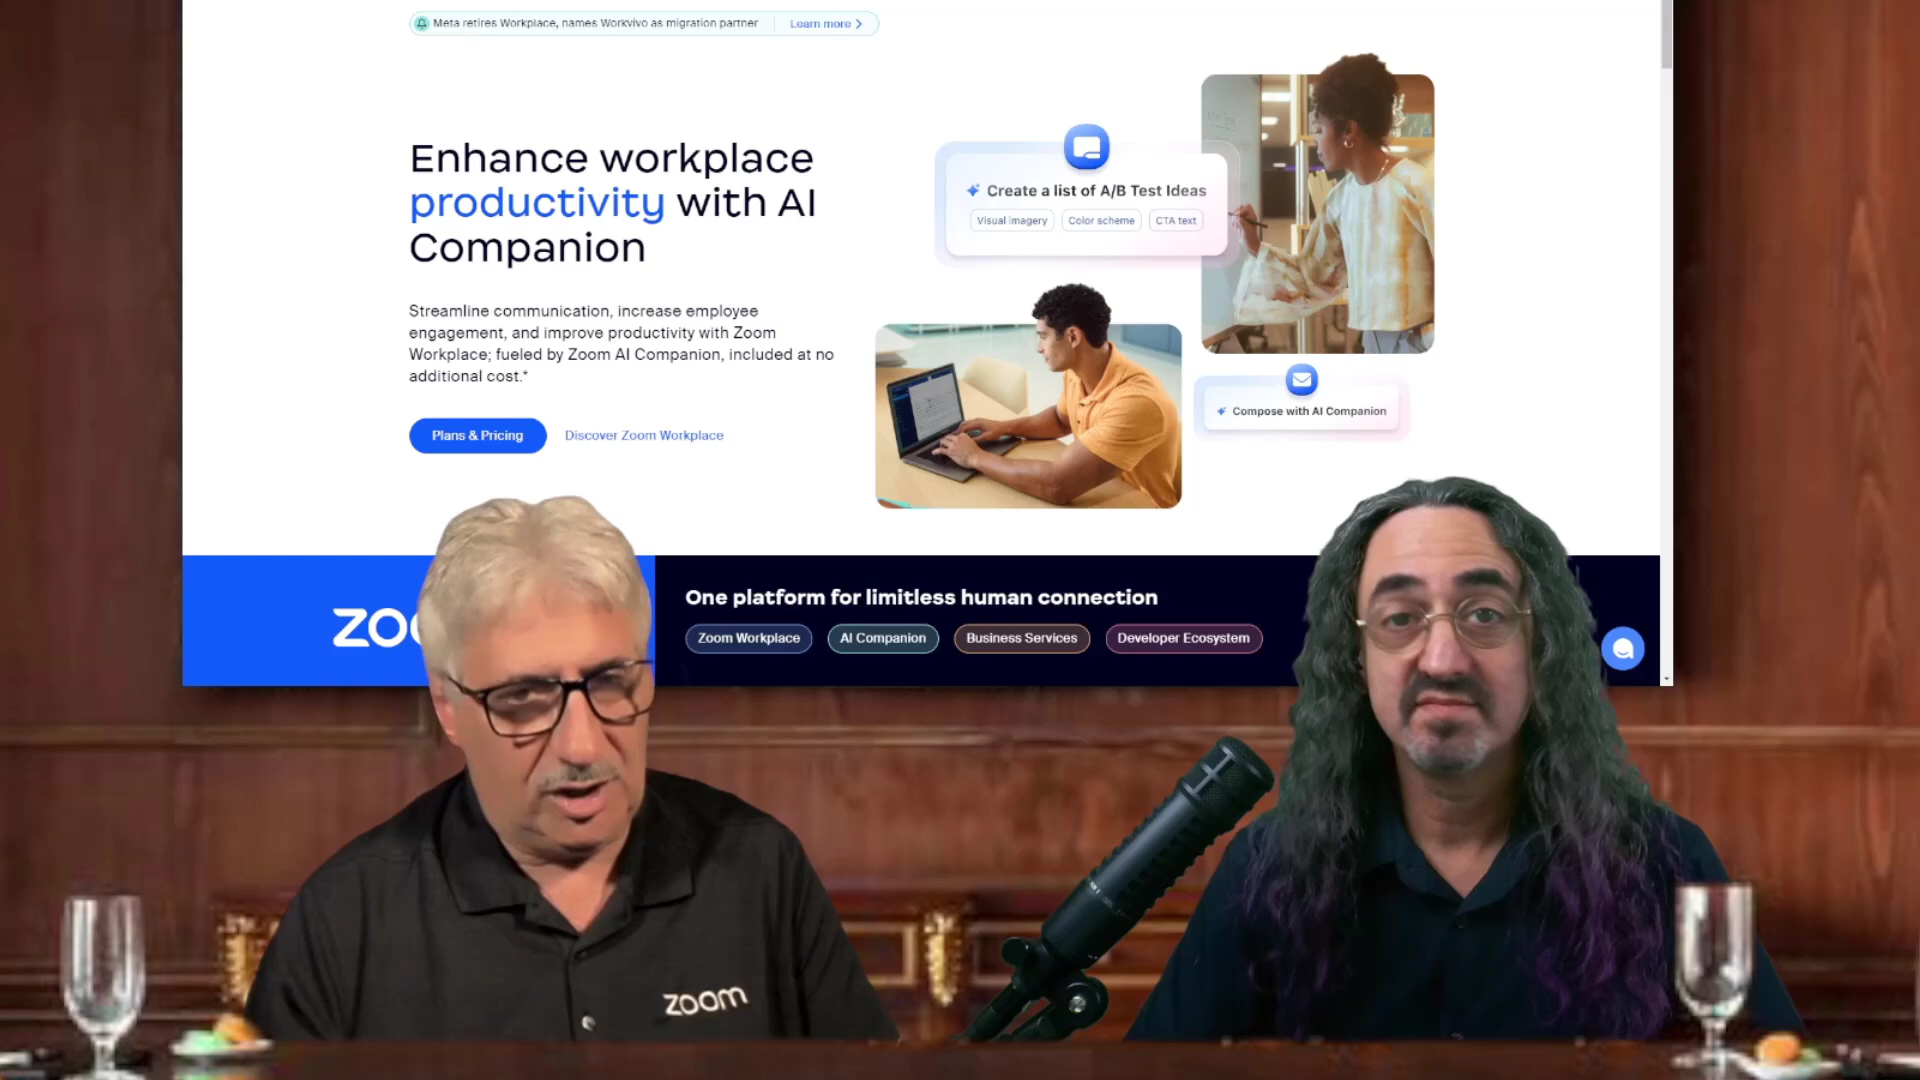 Meta retires Workplace, names Workvivo as migration partner
Learn more
Enhance workplace
productivity with AI
Companion
Streamline communication, increase employee
engagement, and improve productivity with Zoom
Workplace; fueled by Zoom AI Companion, included at no
additional cost.*
Plans & Pricing
Discover Zoom Workplace
Create a list of A/B Test Ideas
Visual imagery
Color scheme
CTA text
Compose with AI Companion
zoo
One platform for limitless human connection
Zoom Workplace
AI Companion
Business Services
Developer Ecosystem
zoom